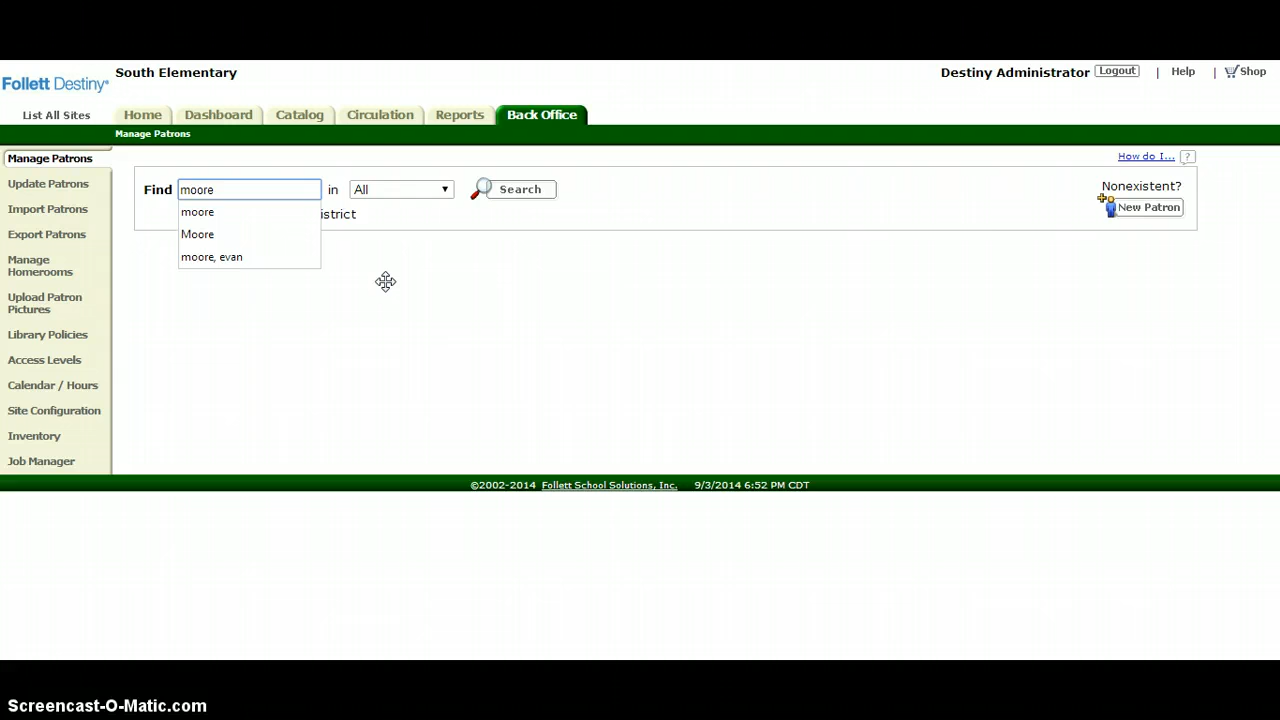 South Elementary
Follett Destiny®
Destiny Administrator Logout | Help | Shop
List All Sites Home Dashboard Catalog Circulation Reports Back Office
Manage Patrons
Manage Patrons
Update Patrons
Import Patrons
Export Patrons
Manage
Homerooms
Upload Patron
Pictures
Library Policies
Access Levels
Calendar / Hours
Site Configuration
Inventory
Job Manager
How do I... ?
Find moore in All Search
moore
Moore
moore, evan
istrict
Nonexistent?
New Patron
©2002-2014 Follett School Solutions, Inc. 9/3/2014 6:52 PM CDT
Screencast-O-Matic.com